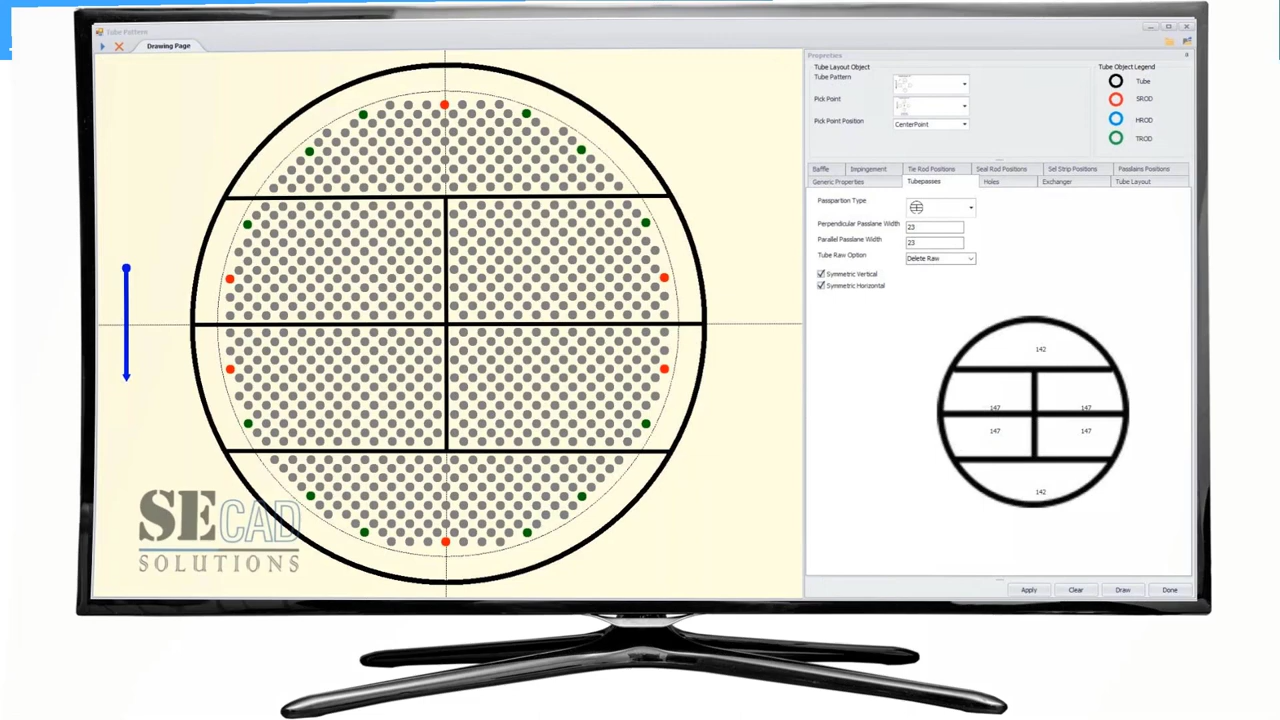 Tube Pattern
Drawing Page
Properties
Tube Layout Object
Tube Pattern
Pick Point
Pick Point Position
CenterPoint
Tube Object Legend
Tube
SROD
HROD
TROD
Baffle
Impingement
Tie Rod Positions
Seal Rod Positions
Sel Strip Positions
Passlains Positions
Generic Properties
Tubepasses
Holes
Exchanger
Tube Layout
Passpartion Type
Perpendicular Passlane Width
23
Parallel Passlane Width
23
Tube Raw Option
Delete Raw
Symmetric Vertical
Symmetric Horizontal
142
147
147
147
147
142
SECAD
SOLUTIONS
Apply
Clear
Draw
Done